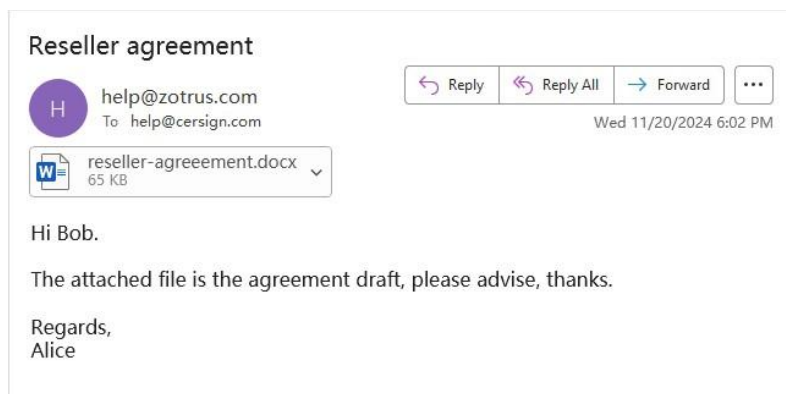 Reseller agreement
Reply
Reply All
Forward
H
help@zotrus.com
To help@cersign.com
Wed 11/20/2024 6:02 PM
W
reseller-agreeement.docx
65 KB
Hi Bob.
The attached file is the agreement draft, please advise, thanks.
Regards,
Alice